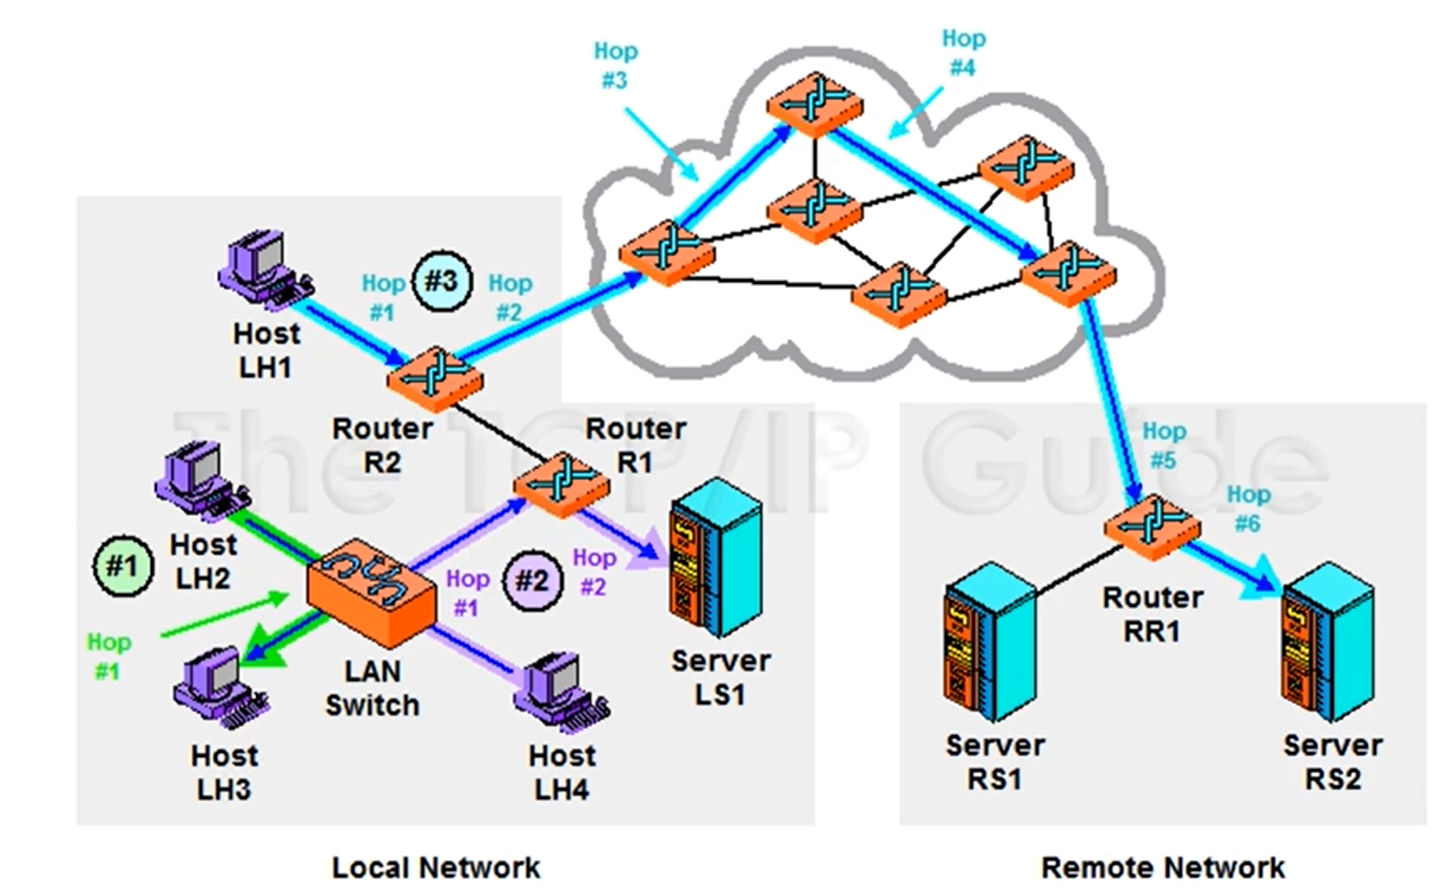 Hop
#3
Hop
#4
Hop
#1
#3
Hop
#2
Host
LH1
Router
R2
Router
R1
The TCP/IP Guide
Hop
#5
Hop
#6
Host
LH2
#1
Hop
#1
#2
Hop
#2
Hop
#1
LAN
Switch
Server
LS1
Router
RR1
Host
LH3
Host
LH4
Server
RS1
Server
RS2
Local Network
Remote Network